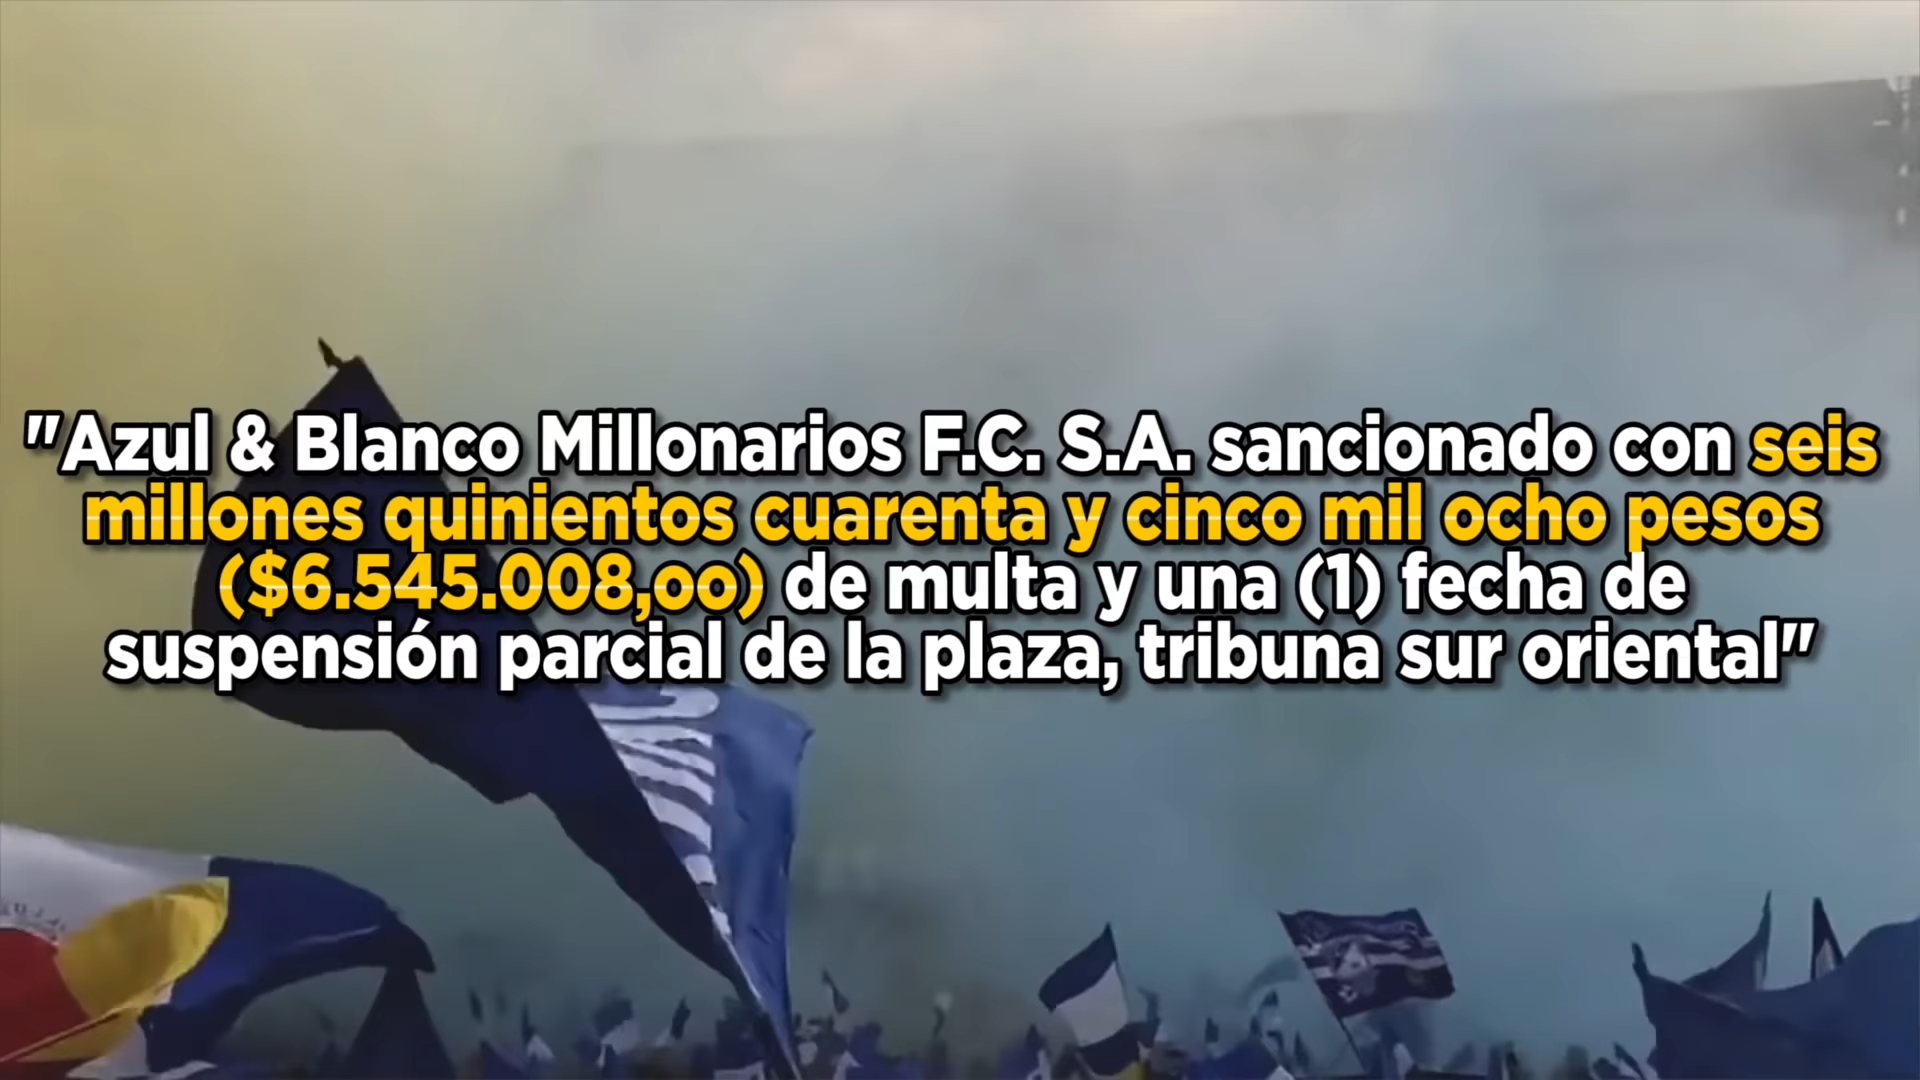 "Azul & Blanco Millonarios F.C. S.A. sancionado con seis
millones quinientos cuarenta y cinco mil ocho pesos
($6.545.008,oo) de multa y una (1) fecha de
suspensión parcial de la plaza, tribuna sur oriental"